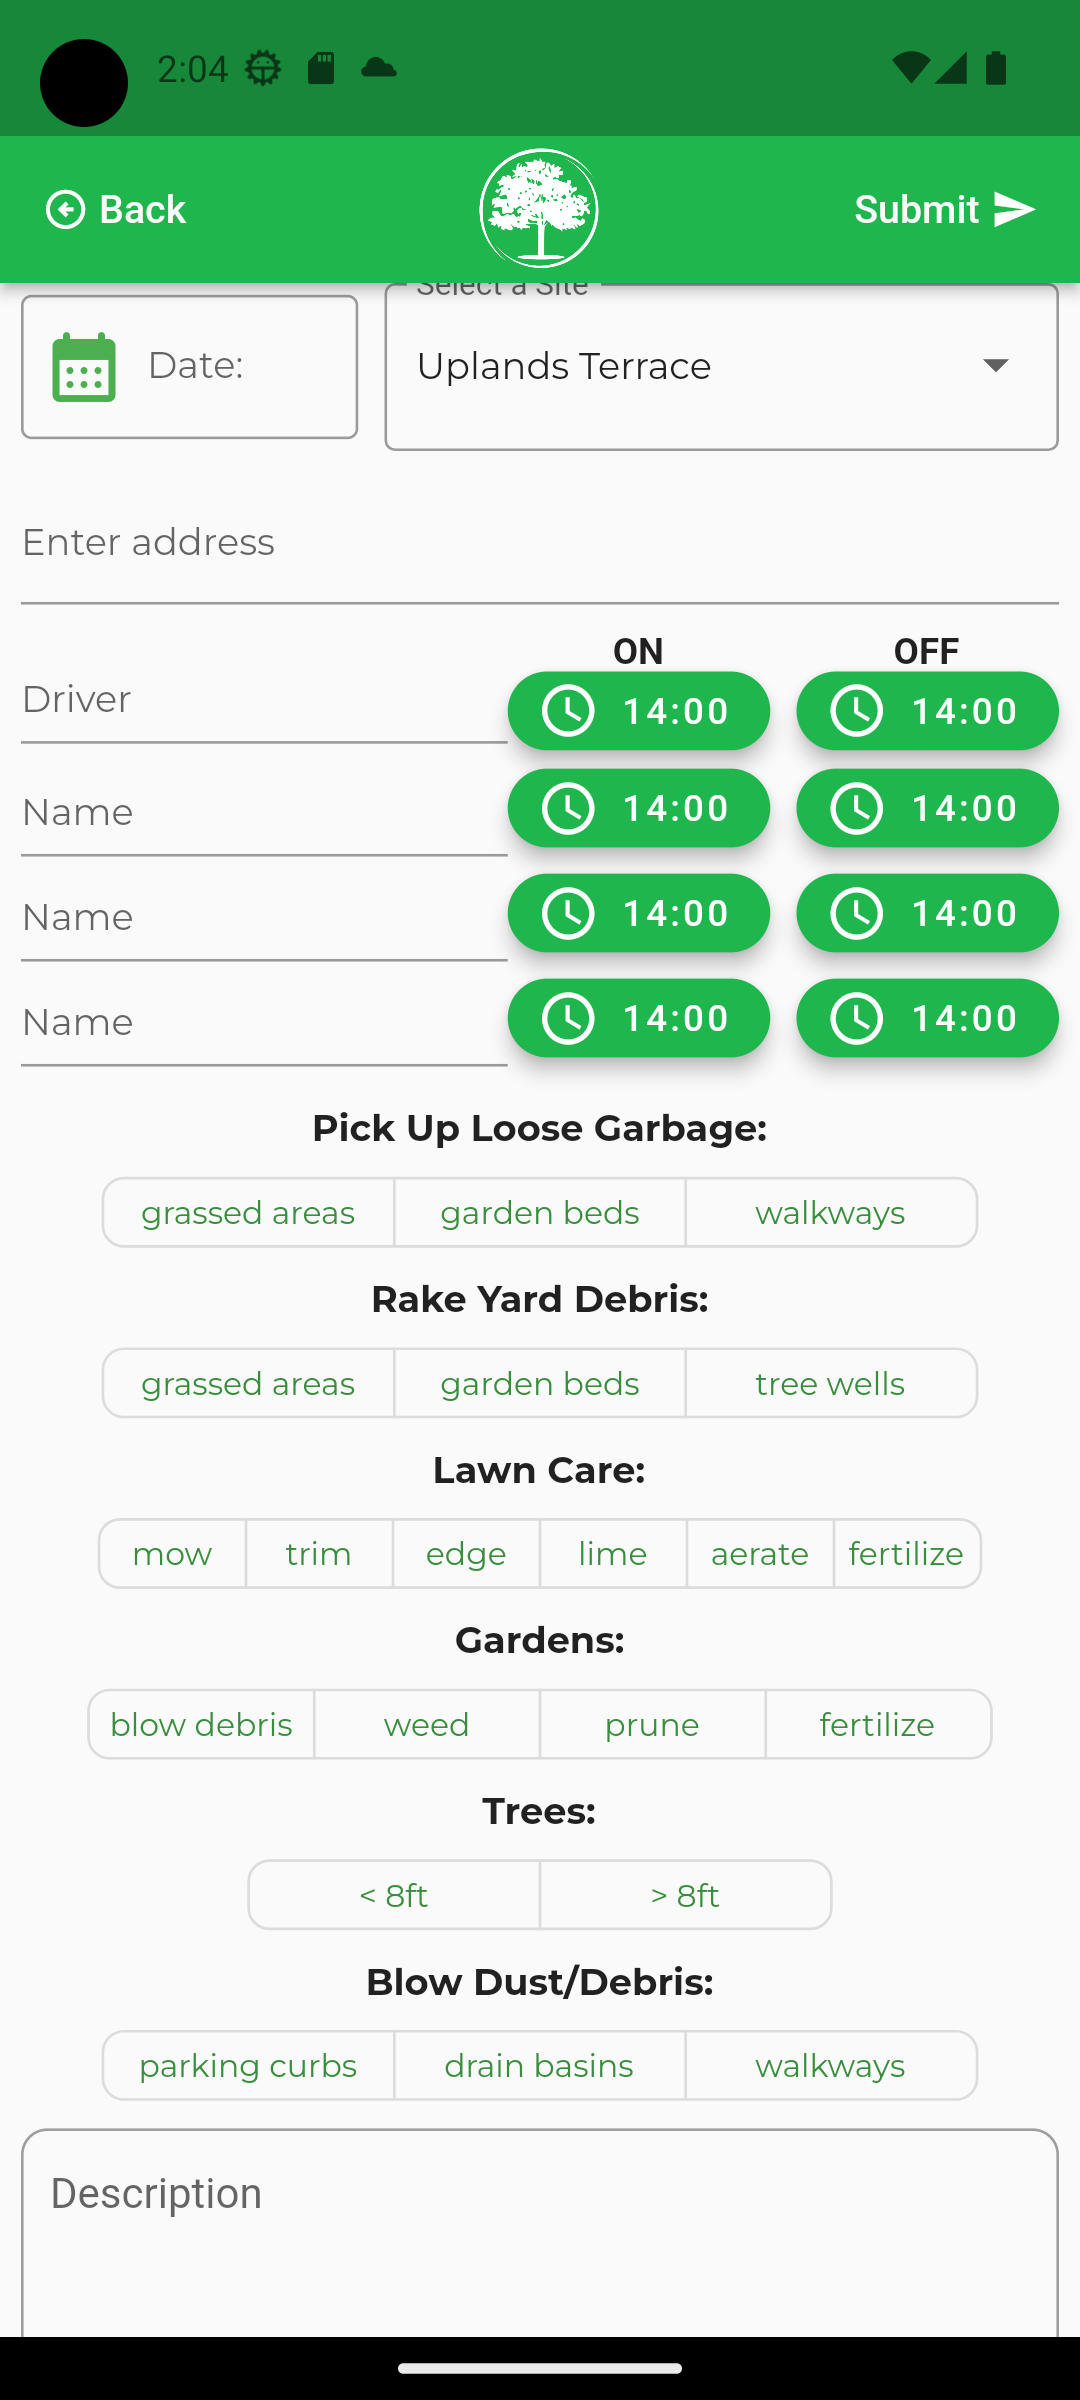 2:04
Back
Submit
Select a Site
Date:
Uplands Terrace
Enter address
ON OFF
Driver 14:00 14:00
Name 14:00 14:00
Name 14:00 14:00
Name 14:00 14:00
Pick Up Loose Garbage:
grassed areas garden beds walkways
Rake Yard Debris:
grassed areas garden beds tree wells
Lawn Care:
mow trim edge lime aerate fertilize
Gardens:
blow debris weed prune fertilize
Trees:
< 8ft > 8ft
Blow Dust/Debris:
parking curbs drain basins walkways
Description